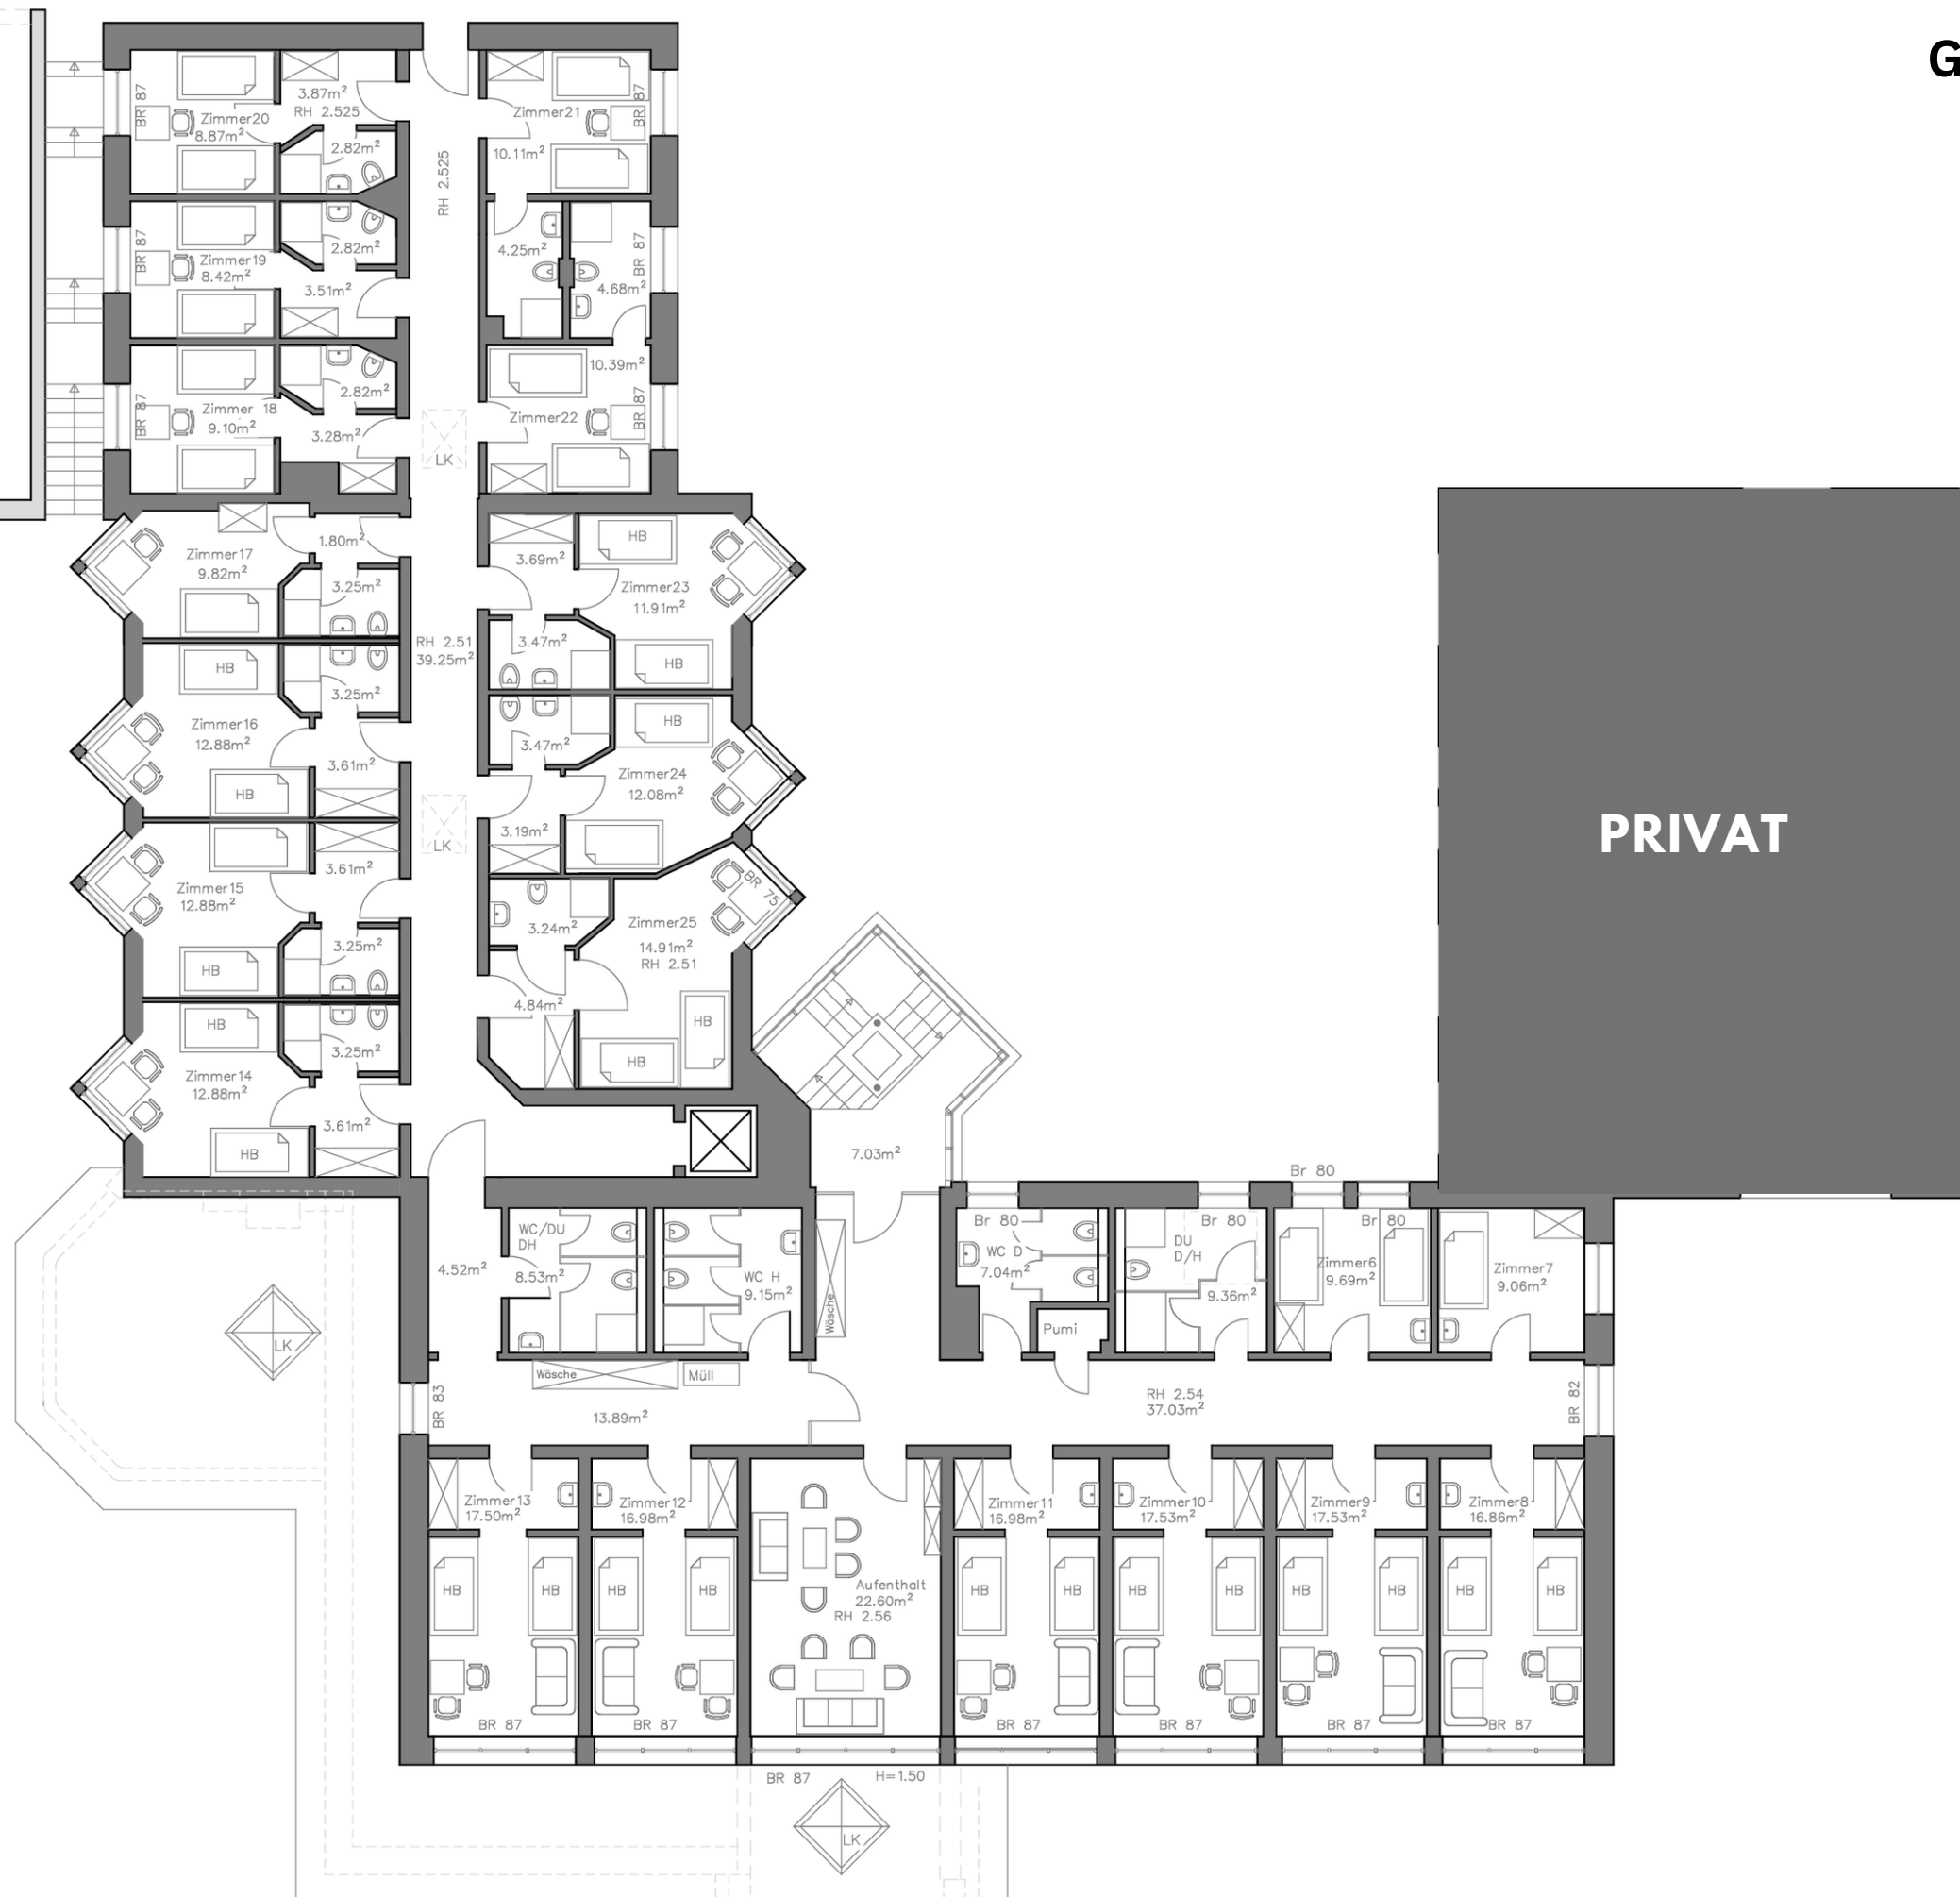 G
BR 87
Zimmer20
8.87m²
3.87m²
RH 2.525
2.82m²
RH 2.525
Zimmer21
10.11m²
BR 87
BR 87
Zimmer19
8.42m²
2.82m²
3.51m²
4.25m²
4.68m²
BR 87
BR 87
Zimmer 18
9.10m²
2.82m²
3.28m²
LK
10.39m²
Zimmer22
BR 87
Zimmer17
9.82m²
1.80m²
3.25m²
3.69m²
HB
Zimmer23
11.91m²
HB
3.47m²
RH 2.51
39.25m²
HB
Zimmer16
12.88m²
HB
3.25m²
3.61m²
3.47m²
HB
Zimmer24
12.08m²
3.19m²
LK
PRIVAT
Zimmer15
12.88m²
HB
3.61m²
3.25m²
3.24m²
BR 75
Zimmer25
14.91m²
RH 2.51
4.84m²
HB
HB
HB
Zimmer14
12.88m²
HB
3.25m²
3.61m²
7.03m²
Br 80
4.52m²
WC/DU
DH
8.53m²
WC H
9.15m²
Wäsche
Br 80
WC D
7.04m²
Pumi
Br 80
DU
D/H
9.36m²
Br 80
Zimmer6
9.69m²
Zimmer7
9.06m²
LK
BR 83
Wäsche
Müll
13.89m²
RH 2.54
37.03m²
BR 82
Zimmer13
17.50m²
Zimmer12
16.98m²
Zimmer11
16.98m²
Zimmer10
17.53m²
Zimmer9
17.53m²
Zimmer8
16.86m²
HB
HB
HB
HB
Aufenthalt
22.60m²
RH 2.56
HB
HB
HB
HB
HB
HB
HB
HB
BR 87
BR 87
BR 87
BR 87
BR 87
BR 87
BR 87
H=1.50
LK